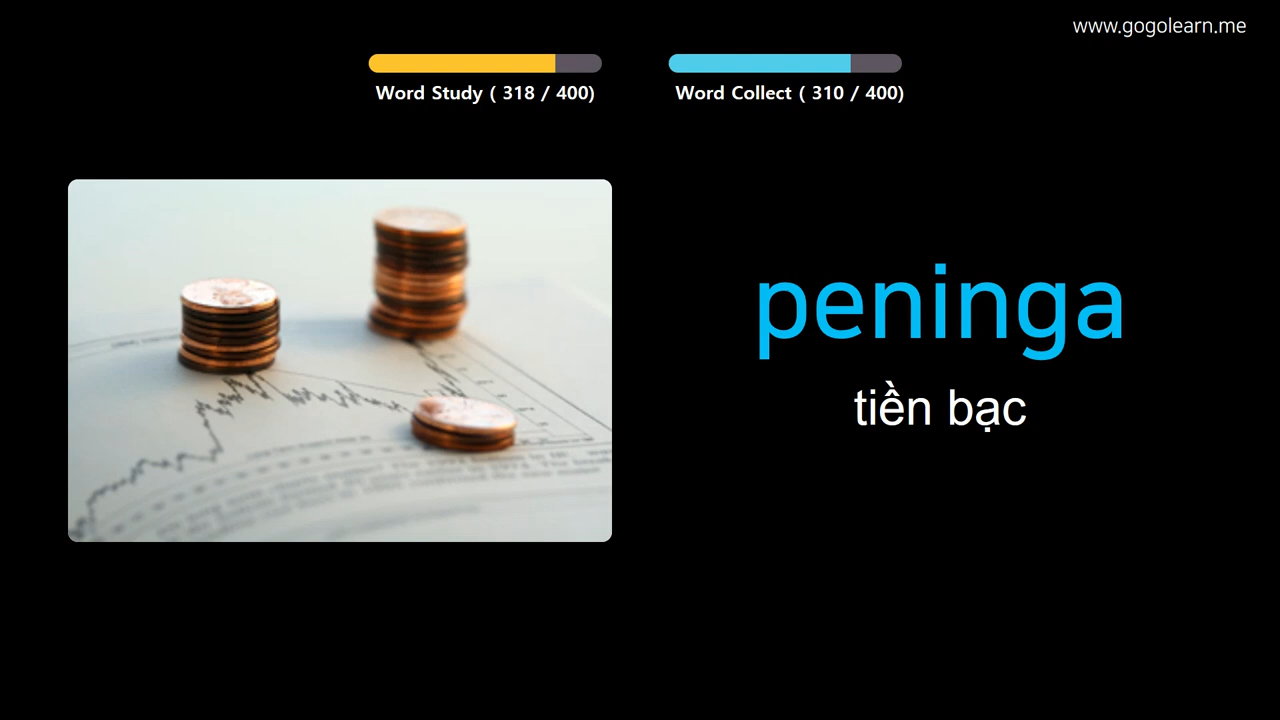 www.gogolearn.me
Word Study ( 318 / 400)
Word Collect ( 310 / 400)
peninga
tiền bạc